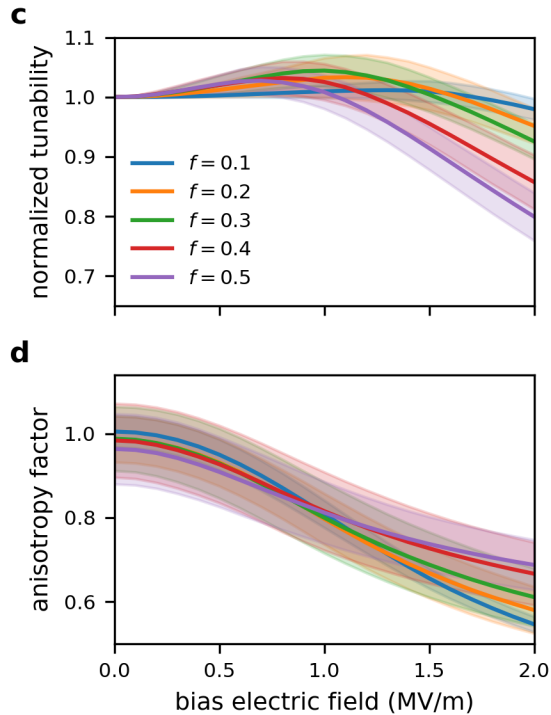 c
normalized tunability
1.1
1.0
0.9
0.8
0.7
f = 0.1
f = 0.2
f = 0.3
f = 0.4
f = 0.5
d
anisotropy factor
1.0
0.8
0.6
0.0 0.5 1.0 1.5 2.0
bias electric field (MV/m)